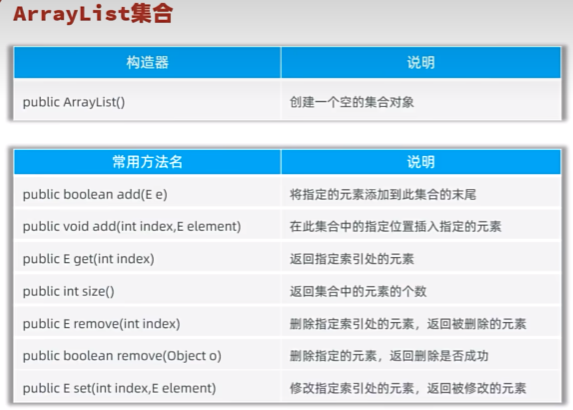 ArrayList集合
构造器 说明
public ArrayList() 创建一个空的集合对象
常用方法名 说明
public boolean add(E e) 将指定的元素添加到此集合的末尾
public void add(int index,E element) 在此集合中的指定位置插入指定的元素
public E get(int index) 返回指定索引处的元素
public int size() 返回集合中的元素的个数
public E remove(int index) 删除指定索引处的元素，返回被删除的元素
public boolean remove(Object o) 删除指定的元素，返回删除是否成功
public E set(int index,E element) 修改指定索引处的元素，返回被修改的元素